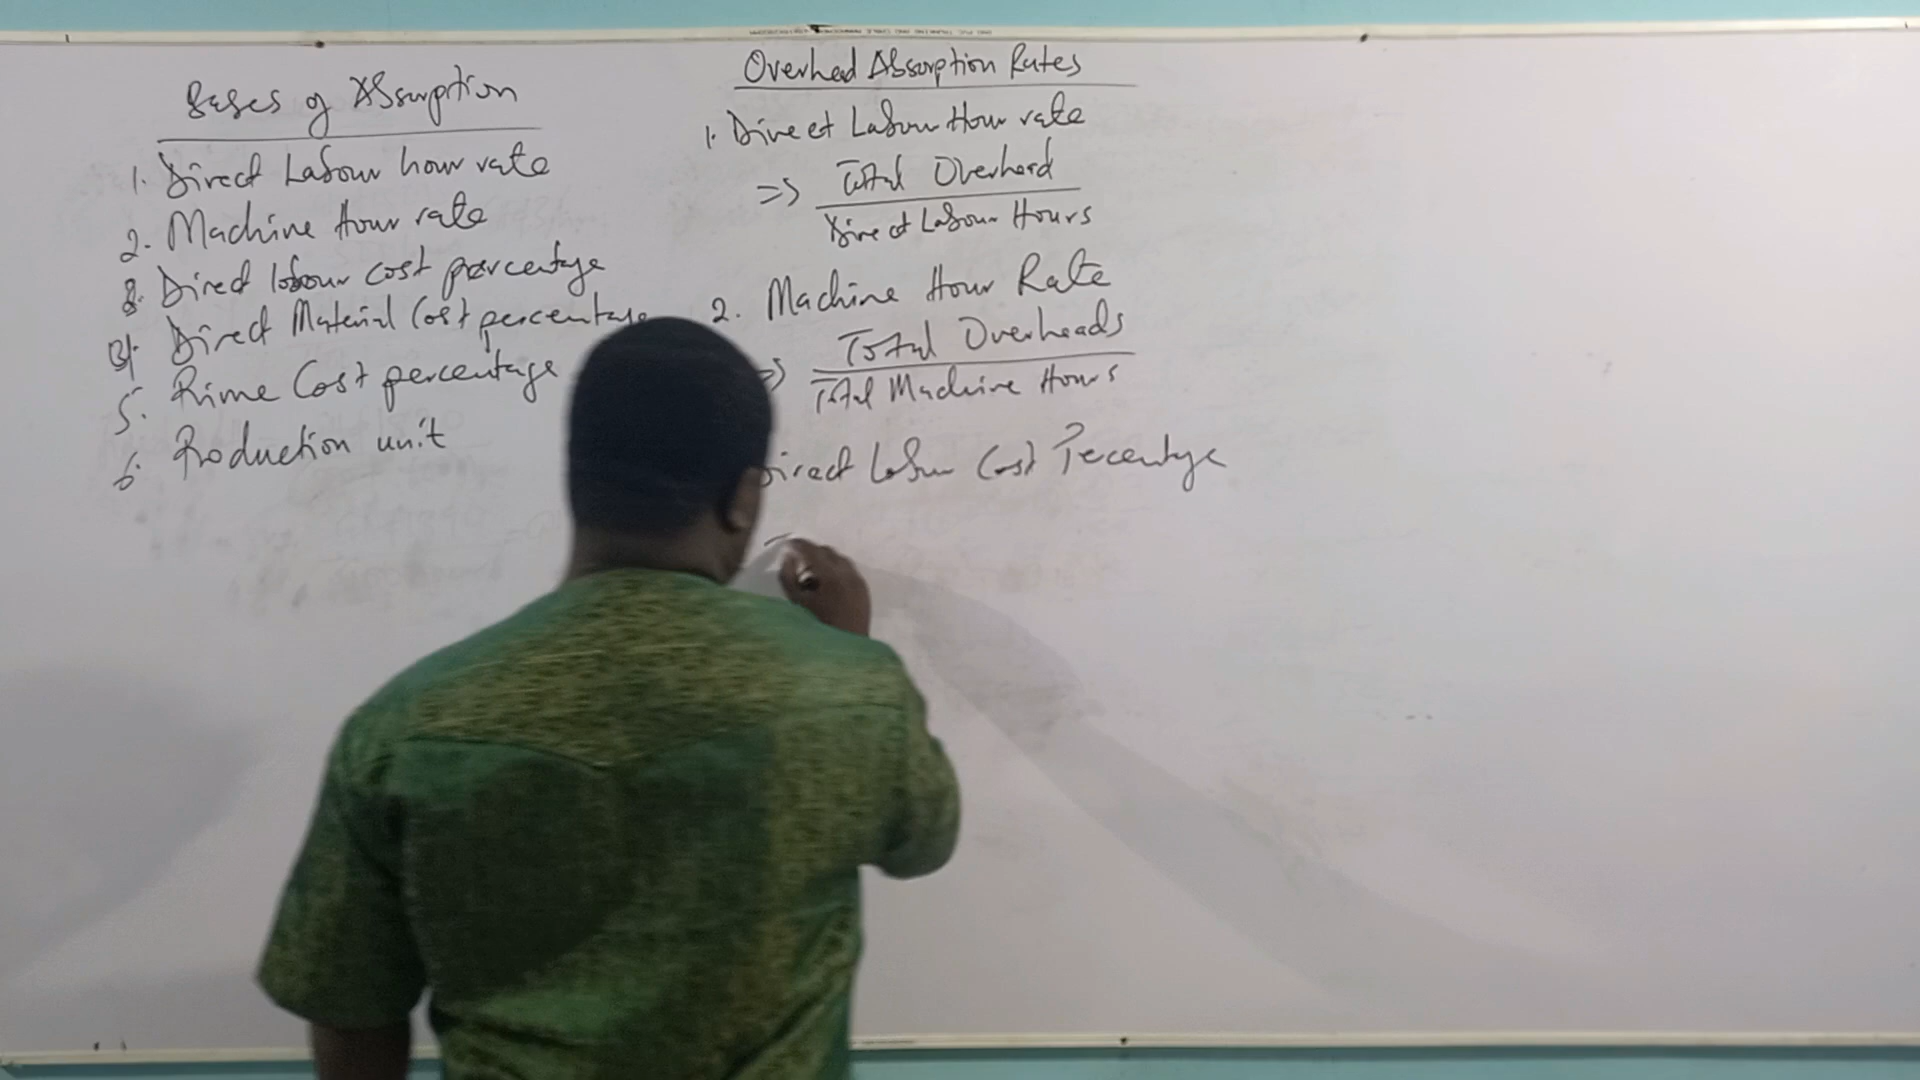 Bases of Absorption
1. Direct Labour hour rate
2. Machine Hour rate
3. Direct labour cost percentage
4. Direct Material Cost percentage
5. Prime Cost percentage
6. Production unit
Overhead Absorption Rates
1. Direct Labour Hour rate
=> Total Overhead
Direct Labour Hours
2. Machine Hour Rate
=> Total Overheads
Total Machine Hours
Direct Labour Cost Percentage